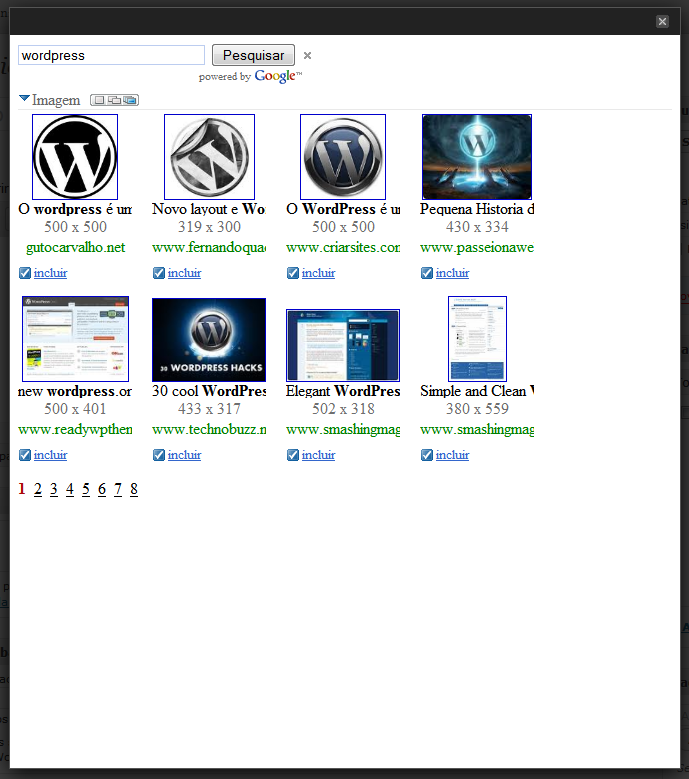 wordpress Pesquisar ×
powered by Google™
Imagem
O wordpress é um
500 x 500
gutocarvalho.net
incluir
Novo layout e Wo
319 x 300
www.fernandoquad
incluir
O WordPress é u
500 x 500
www.criarsites.com
incluir
Pequena Historia d
430 x 334
www.passeionawe
incluir
new wordpress.or
500 x 401
www.readywpthem
incluir
30 WORDPRESS HACKS
30 cool WordPres
433 x 317
www.technobuzz.n
incluir
Elegant WordPres
502 x 318
www.smashingmag
incluir
Simple and Clean W
380 x 559
www.smashingmag
incluir
1 2 3 4 5 6 7 8